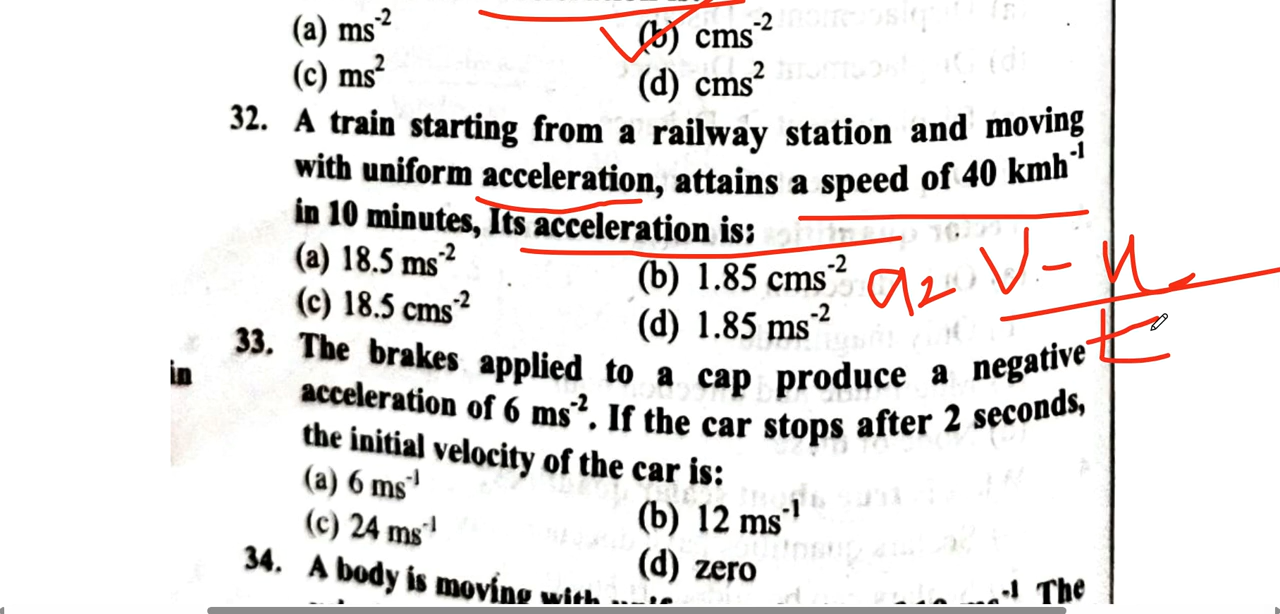 (a) ms⁻² (b) cms⁻²
(c) ms² (d) cms²
32. A train starting from a railway station and moving
with uniform acceleration, attains a speed of 40 kmh⁻¹
in 10 minutes, Its acceleration is:
(a) 18.5 ms⁻² (b) 1.85 cms⁻²
(c) 18.5 cms⁻² (d) 1.85 ms⁻²
a = V - u
t
33. The brakes applied to a cap produce a negative
in
acceleration of 6 ms⁻². If the car stops after 2 seconds,
the initial velocity of the car is:
(a) 6 ms⁻¹ (b) 12 ms⁻¹
(c) 24 ms⁻¹ (d) zero
34. A body is moving with
The